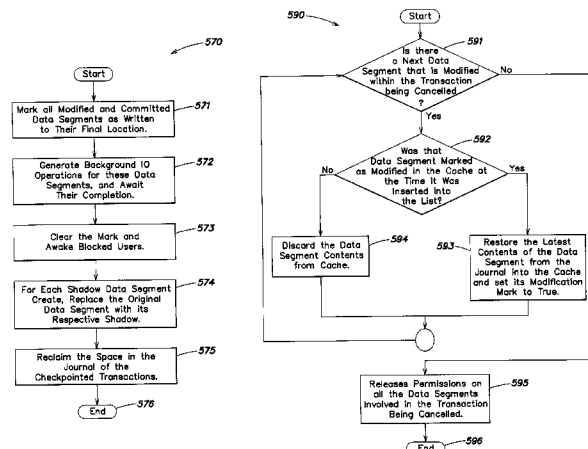 570
Start
Mark all Modified and Committed
Data Segments as Written
to Their Final Location.
571
Generate Background IO
Operations for these Data
Segments, and Await
Their Completion.
572
Clear the Mark and
Awake Blocked Users.
573
For Each Shadow Data Segment
Create, Replace the Original
Data Segment with its
Respective Shadow.
574
Reclaim the Space in the
Journal of the
Checkpointed Transactions.
575
End
576
590
Start
Is there
a Next Data
Segment that is Modified
within the Transaction
being Cancelled
?
591
No
Yes
Was that
Data Segment Marked
as Modified in the Cache at
the Time it Was
Inserted Into
the List?
592
No
Yes
Discard the Data
Segment Contents
from Cache.
594
593
Restore the Latest
Contents of the Data
Segment from the
Journal into the Cache
and set its Modification
Mark to True.
Releases Permissions on
all the Data Segments
Involved in the Transaction
Being Cancelled.
595
End
596